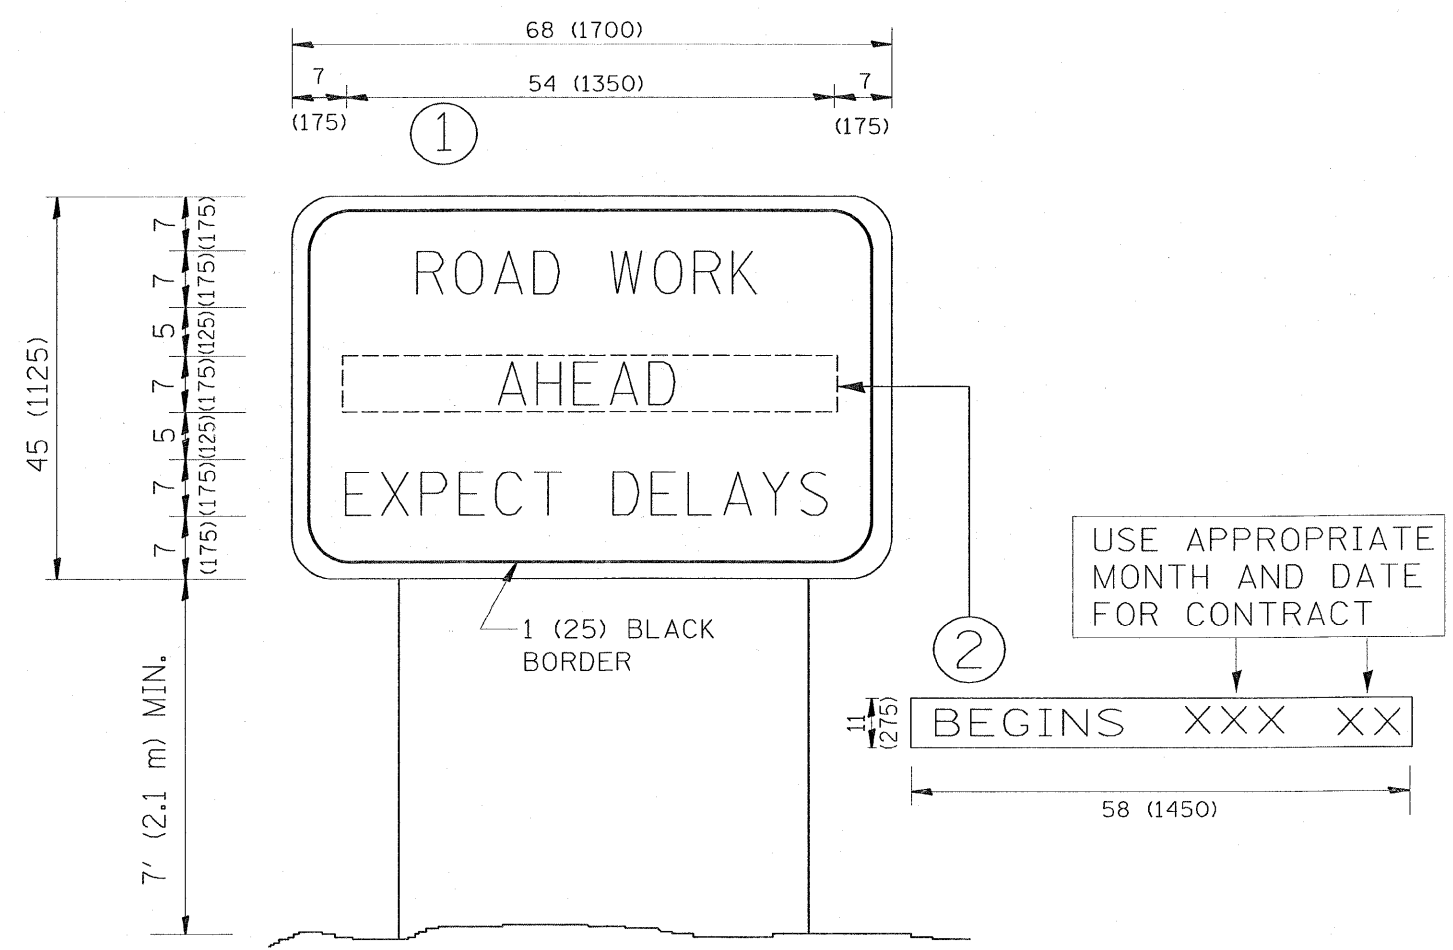 68 (1700)
7
54 (1350)
7
(175)
(175)
1
45 (1125)
7
(175)
7
(175)
5
(125)
7
(175)
5
(125)
7
(175)
7
(175)
ROAD WORK
AHEAD
EXPECT DELAYS
7' (2.1 m) MIN.
1 (25) BLACK
BORDER
USE APPROPRIATE
MONTH AND DATE
FOR CONTRACT
2
11
(275)
BEGINS XXX XX
58 (1450)